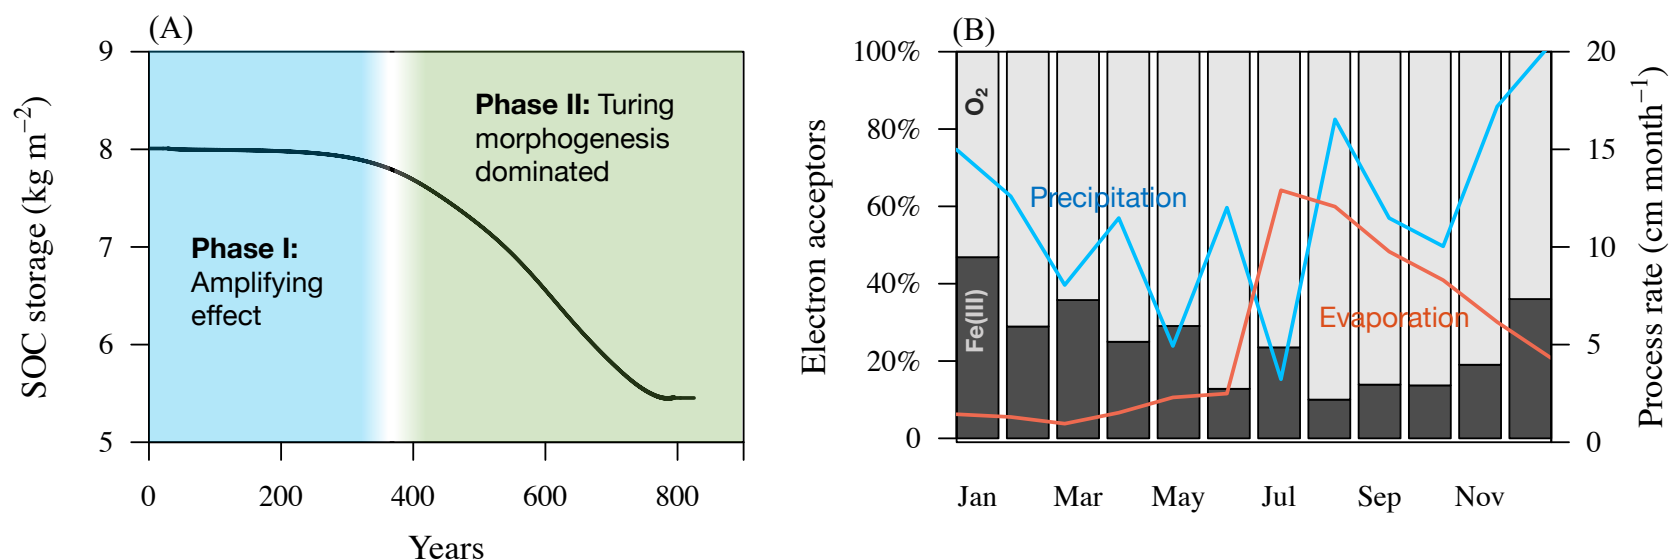 (A)
SOC storage (kg m−2)
9
8
7
6
5
Phase I:
Amplifying
effect
Phase II: Turing
morphogenesis
dominated
0 200 400 600 800
Years
(B)
Electron acceptors
100%
80%
60%
40%
20%
0
O2
Fe(III)
Precipitation
Evaporation
Jan Mar May Jul Sep Nov
20
15
10
5
0
Process rate (cm month−1)